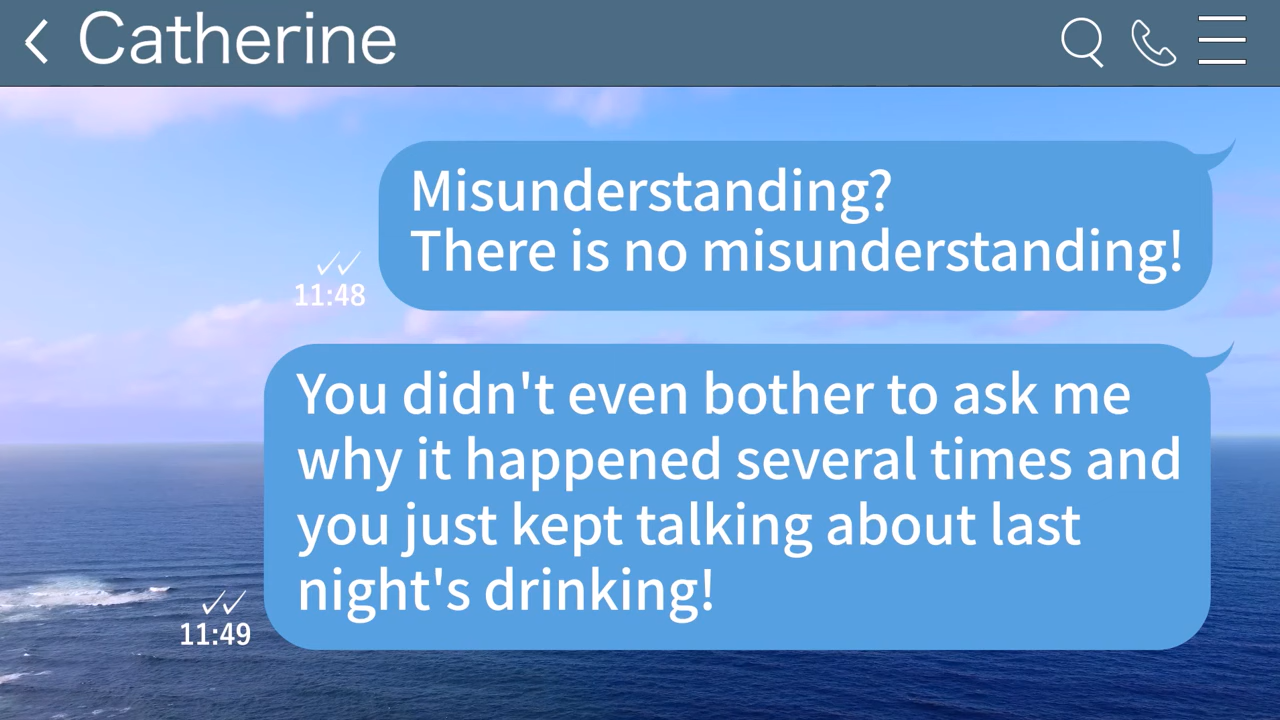 Catherine
Misunderstanding?
There is no misunderstanding!
11:48
You didn't even bother to ask me
why it happened several times and
you just kept talking about last
night's drinking!
11:49